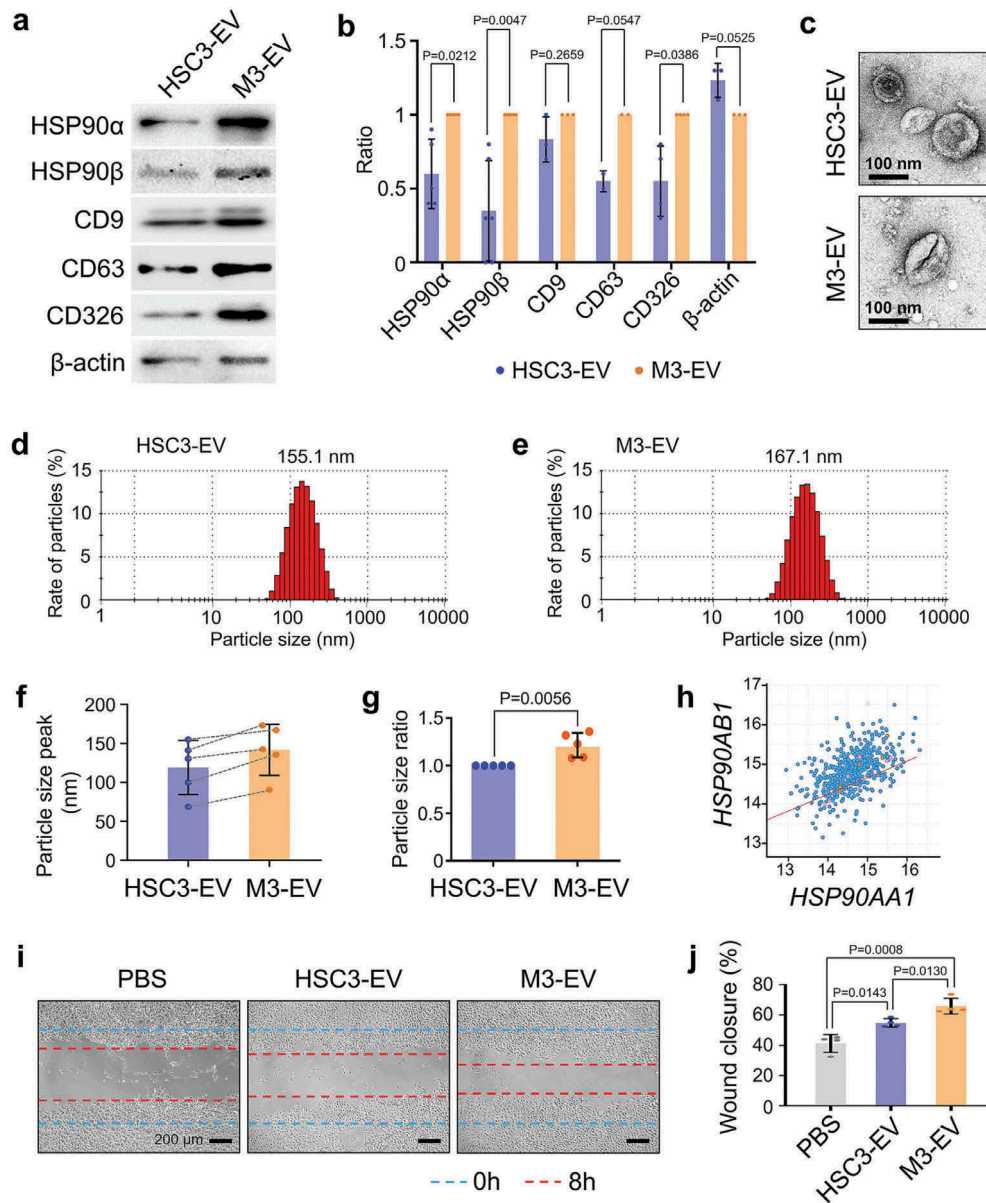 a
HSC3-EV
M3-EV
HSP90α
HSP90β
CD9
CD63
CD326
β-actin
b
P=0.0047
P=0.0547
P=0.0525
P=0.0212
P=0.2659
P=0.0386
Ratio
1
0.5
0
HSP90α
HSP90β
CD9
CD63
CD326
β-actin
HSC3-EV
M3-EV
c
HSC3-EV
100 nm
M3-EV
100 nm
d
HSC3-EV
155.1 nm
Rate of particles (%)
15
10
5
0
1
10
100
1000
10000
Particle size (nm)
e
M3-EV
167.1 nm
Rate of particles (%)
15
10
5
0
1
10
100
1000
10000
Particle size (nm)
f
Particle size peak
(nm)
200
150
100
50
0
HSC3-EV
M3-EV
g
P=0.0056
Particle size ratio
1.5
1.0
0.5
0
HSC3-EV
M3-EV
h
HSP90AB1
17
16
15
14
13
13
14
15
16
HSP90AA1
i
PBS
HSC3-EV
M3-EV
200 µm
0h
8h
j
P=0.0008
P=0.0130
P=0.0143
Wound closure (%)
80
60
40
20
0
PBS
HSC3-EV
M3-EV